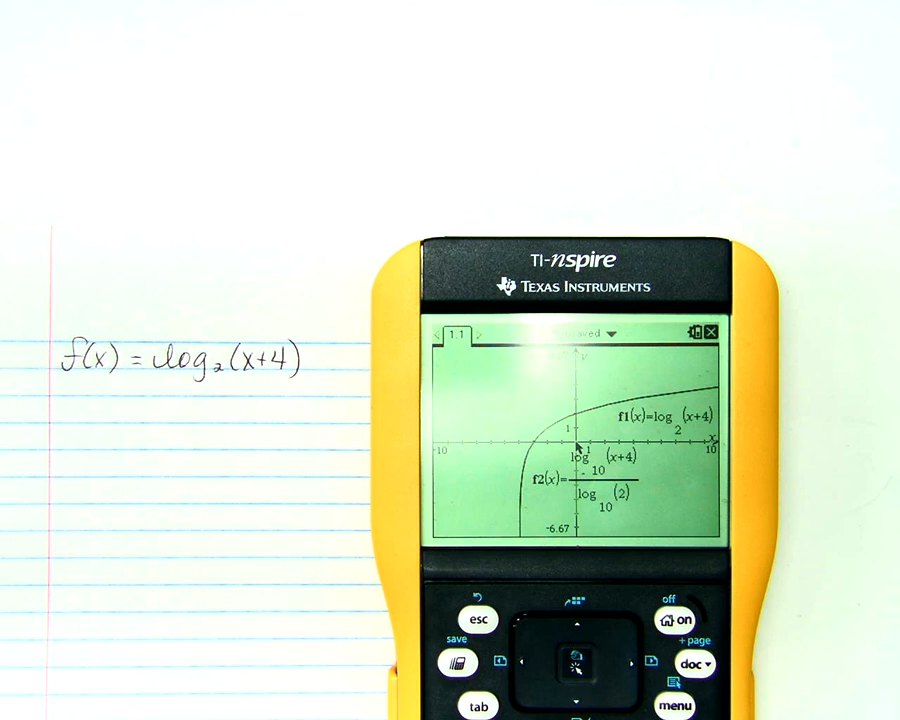 f(x) = log₂(x+4)
TI-nspire
TEXAS INSTRUMENTS
1.1
y
f1(x)=log₂(x+4)
1
x
-10
1
10
f2(x)=log₁₀(x+4)/log₁₀(2)
-6.67
off
esc
on
save
+ page
doc
tab
menu